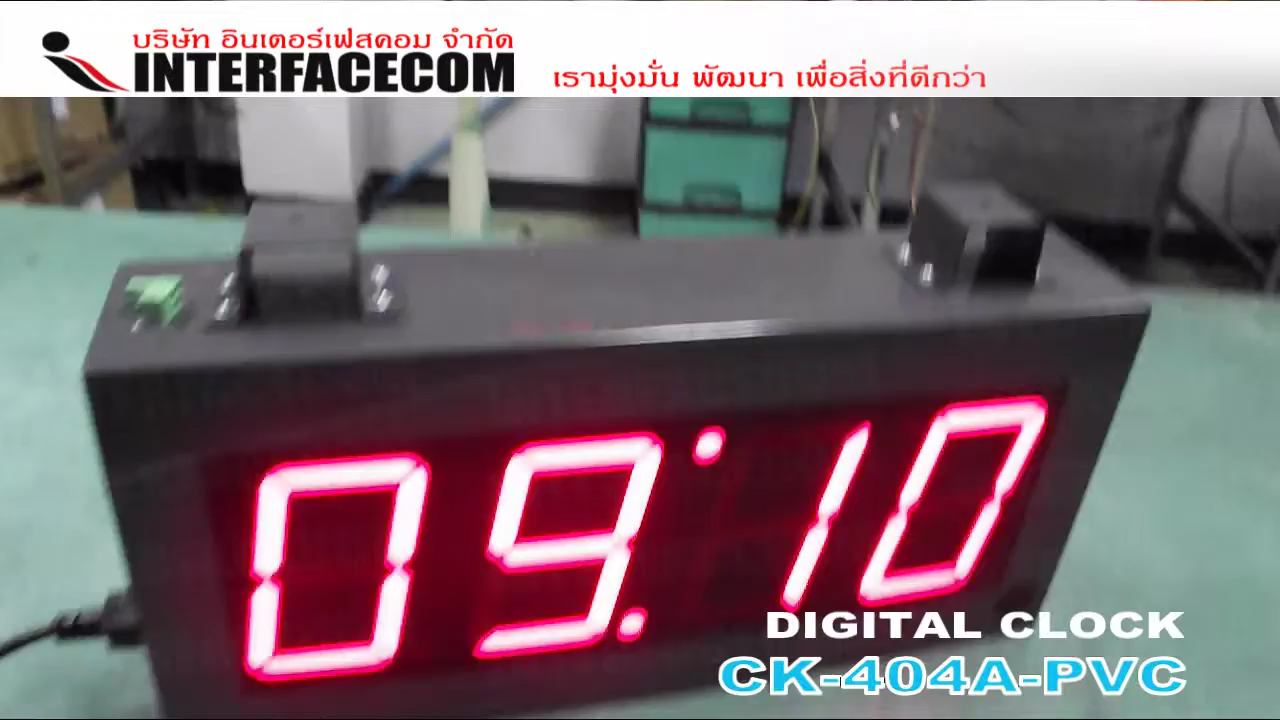 บริษัท อินเตอร์เฟสคอม จำกัด
INTERFACECOM
เรามุ่งมั่น พัฒนา เพื่อสิ่งที่ดีกว่า
09:10
DIGITAL CLOCK
CK-404A-PVC